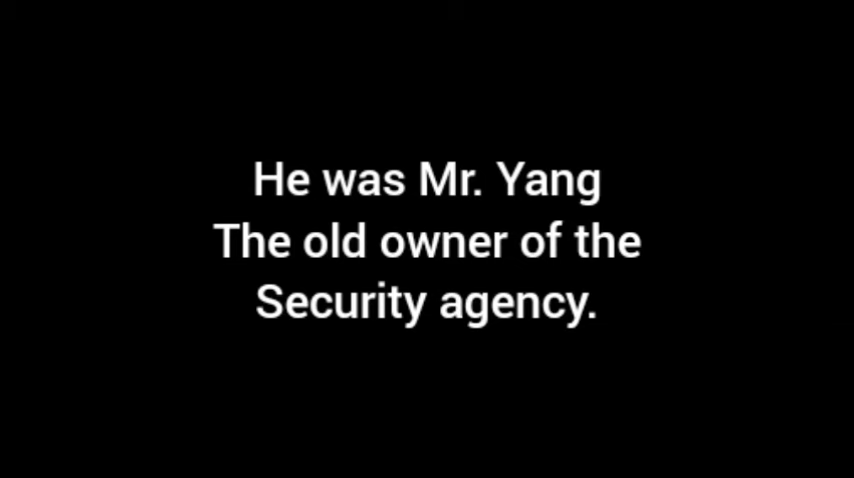 He was Mr. Yang
The old owner of the
Security agency.